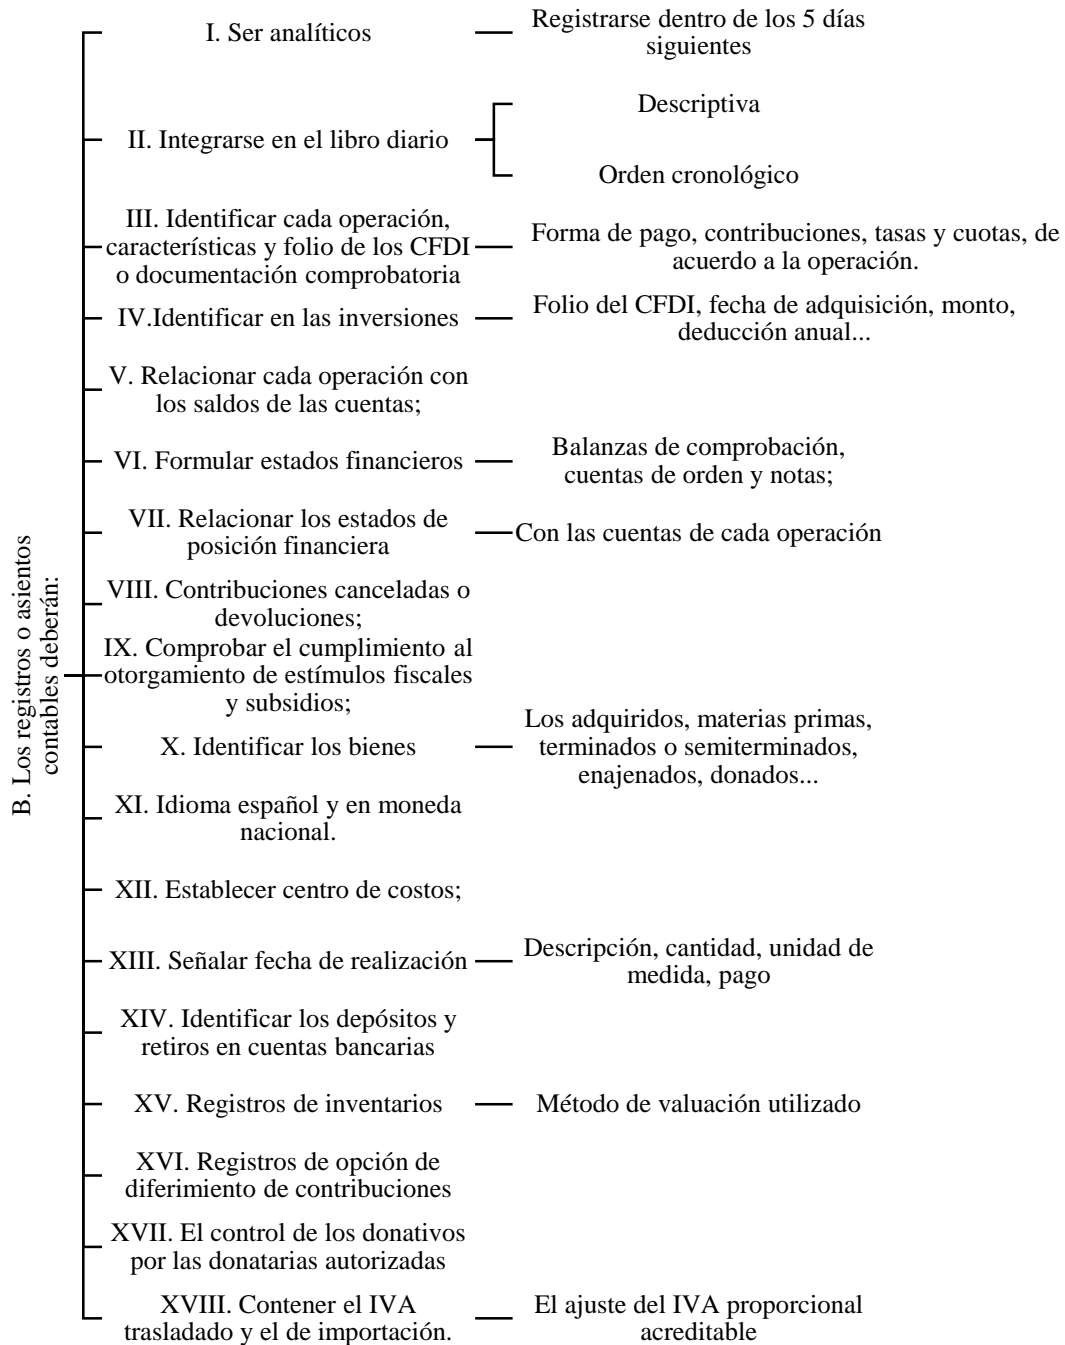 B. Los registros o asientos
contables deberán:
I. Ser analíticos
Registrarse dentro de los 5 días
siguientes
II. Integrarse en el libro diario
Descriptiva
Orden cronológico
III. Identificar cada operación,
características y folio de los CFDI
o documentación comprobatoria
Forma de pago, contribuciones, tasas y cuotas, de
acuerdo a la operación.
IV.Identificar en las inversiones
Folio del CFDI, fecha de adquisición, monto,
deducción anual...
V. Relacionar cada operación con
los saldos de las cuentas;
VI. Formular estados financieros
Balanzas de comprobación,
cuentas de orden y notas;
VII. Relacionar los estados de
posición financiera
Con las cuentas de cada operación
VIII. Contribuciones canceladas o
devoluciones;
IX. Comprobar el cumplimiento al
otorgamiento de estímulos fiscales
y subsidios;
X. Identificar los bienes
Los adquiridos, materias primas,
terminados o semiterminados,
enajenados, donados...
XI. Idioma español y en moneda
nacional.
XII. Establecer centro de costos;
XIII. Señalar fecha de realización
Descripción, cantidad, unidad de
medida, pago
XIV. Identificar los depósitos y
retiros en cuentas bancarias
XV. Registros de inventarios
Método de valuación utilizado
XVI. Registros de opción de
diferimiento de contribuciones
XVII. El control de los donativos
por las donatarias autorizadas
XVIII. Contener el IVA
trasladado y el de importación.
El ajuste del IVA proporcional
acreditable